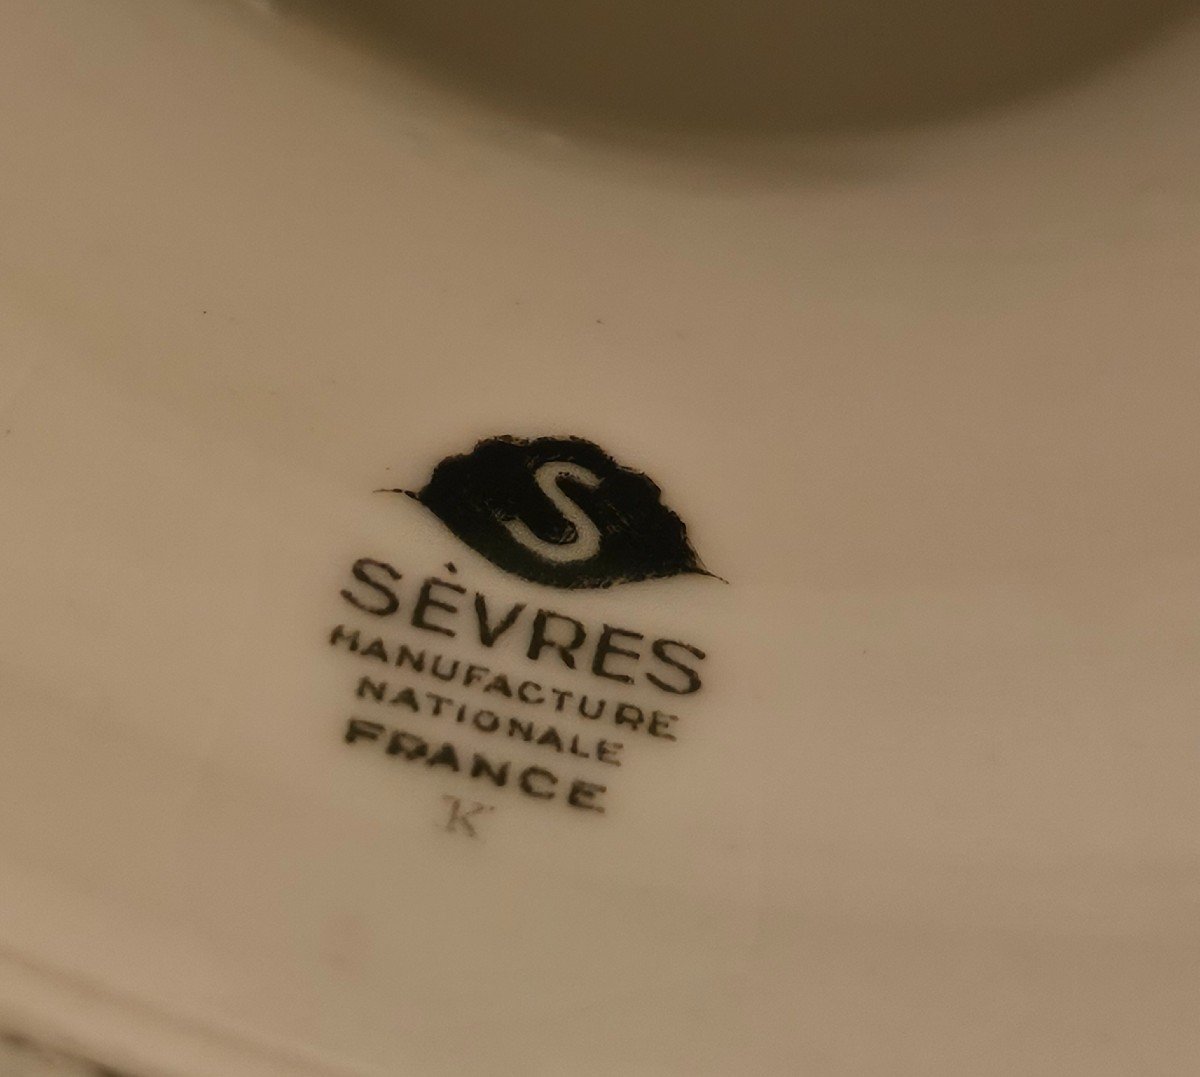 S
SÈVRES
MANUFACTURE
NATIONALE
FRANCE
K